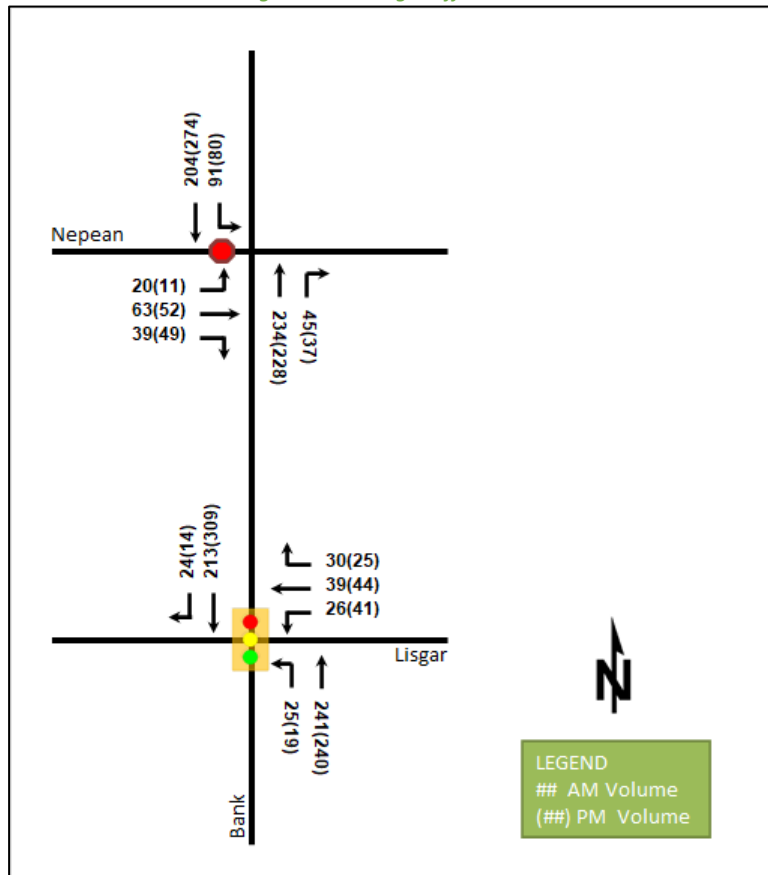 204(274)
91(80)
Nepean
20(11)
63(52)
39(49)
234(228)
45(37)
24(14)
213(309)
30(25)
39(44)
26(41)
Lisgar
25(19)
241(240)
Bank
N
LEGEND
## AM Volume
(##) PM Volume